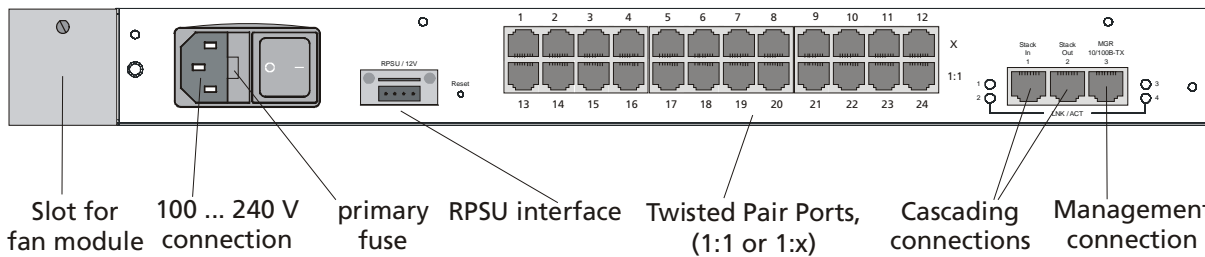 1 2 3 4 5 6 7 8 9 10 11 12
X
1:1
13 14 15 16 17 18 19 20 21 22 23 24
O I
RPSU / 12V
Reset
Stack In 1
Stack Out 2
MGR 10/100B-TX 3
1 3
2 4
LNK / ACT
Slot for
fan module
100 ... 240 V
connection
primary
fuse
RPSU interface
Twisted Pair Ports,
(1:1 or 1:x)
Cascading
connections
Management
connection